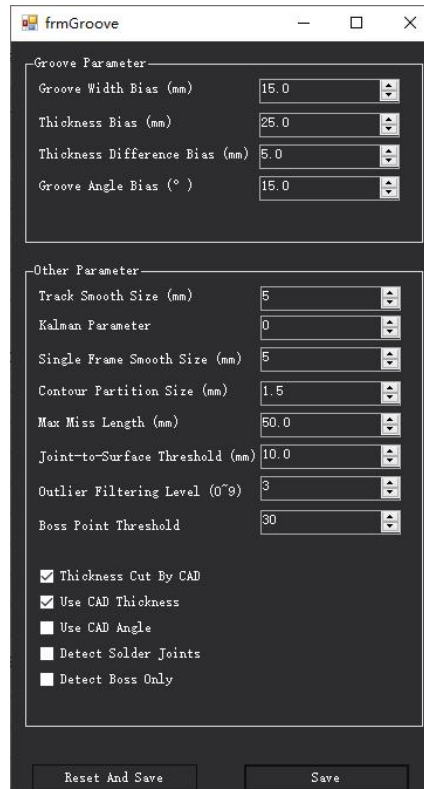 frmGroove
Groove Parameter
Groove Width Bias (mm) 15.0
Thickness Bias (mm) 25.0
Thickness Difference Bias (mm) 5.0
Groove Angle Bias (° ) 15.0
Other Parameter
Track Smooth Size (mm) 5
Kalman Parameter 0
Single Frame Smooth Size (mm) 5
Contour Partition Size (mm) 1.5
Max Miss Length (mm) 50.0
Joint-to-Surface Threshold (mm) 10.0
Outlier Filtering Level (0~9) 3
Boss Point Threshold 30
Thickness Cut By CAD
Use CAD Thickness
Use CAD Angle
Detect Solder Joints
Detect Boss Only
Reset And Save Save